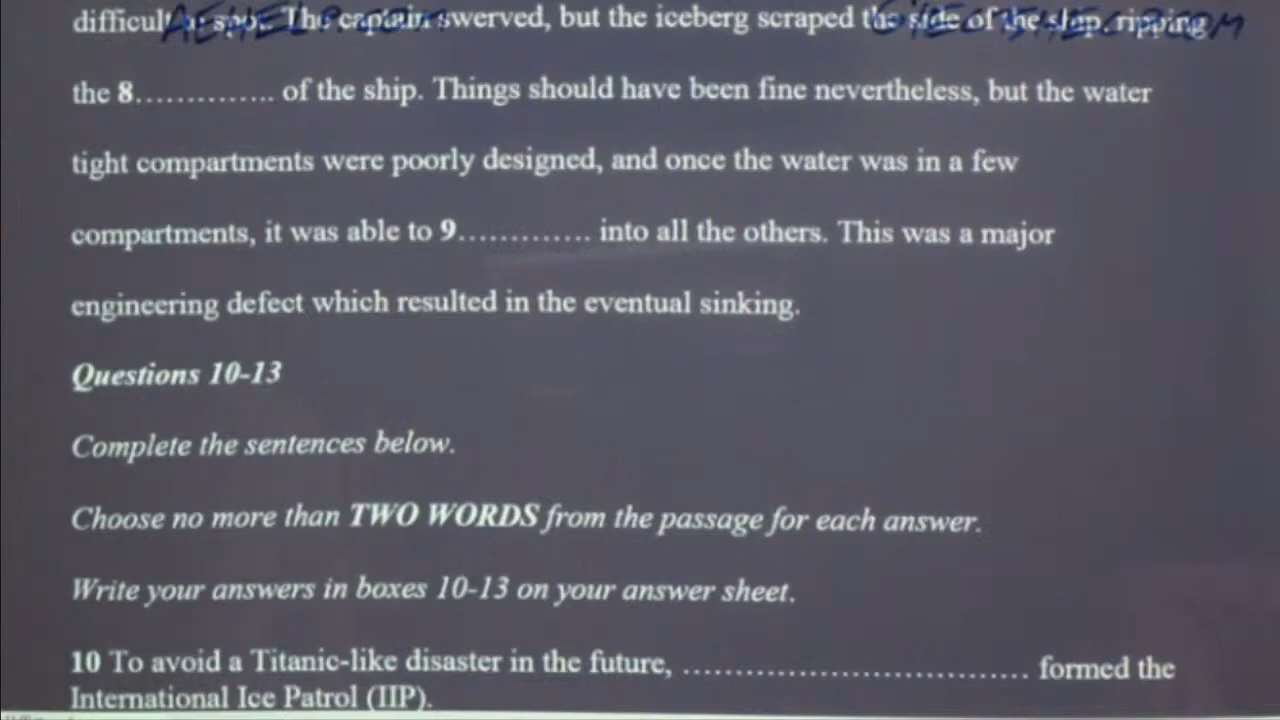 AEHELP.COM
difficult to spot. The captain swerved, but the iceberg scraped the side of the ship, ripping
the 8.............. of the ship. Things should have been fine nevertheless, but the water
tight compartments were poorly designed, and once the water was in a few
compartments, it was able to 9............. into all the others. This was a major
engineering defect which resulted in the eventual sinking.
Questions 10-13
Complete the sentences below.
Choose no more than TWO WORDS from the passage for each answer.
Write your answers in boxes 10-13 on your answer sheet.
10 To avoid a Titanic-like disaster in the future, .................................. formed the
International Ice Patrol (IIP).